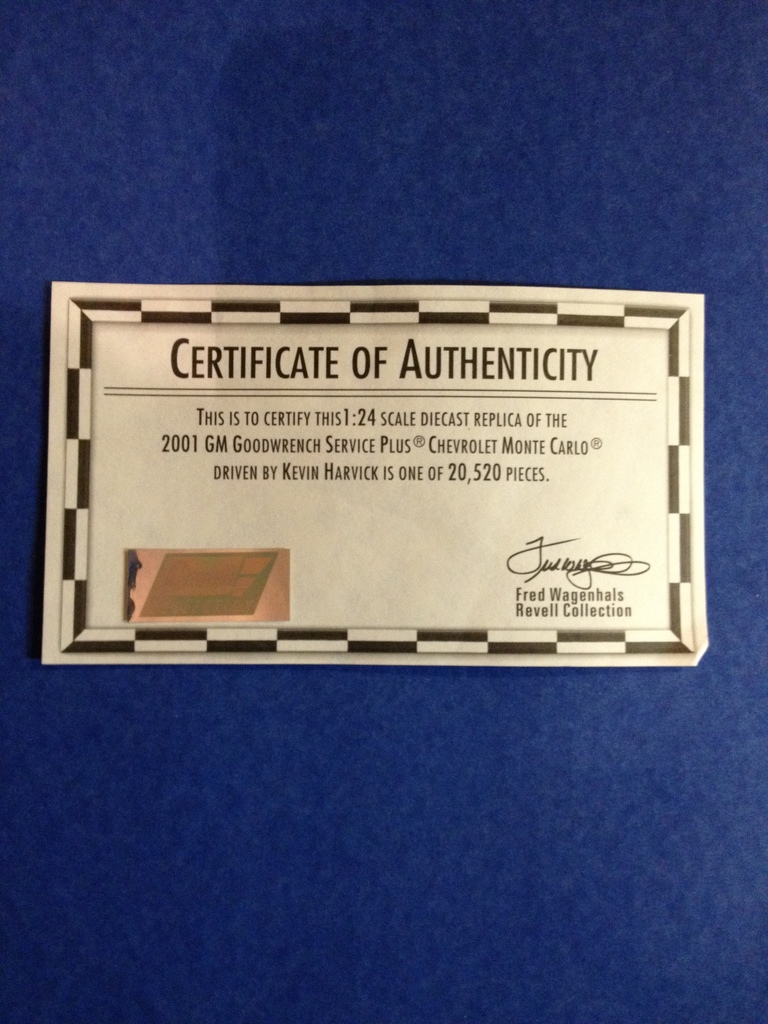 CERTIFICATE OF AUTHENTICITY
THIS IS TO CERTIFY THIS 1:24 SCALE DIECAST REPLICA OF THE
2001 GM GOODWRENCH SERVICE PLUS® CHEVROLET MONTE CARLO®
DRIVEN BY KEVIN HARVICK IS ONE OF 20,520 PIECES.
Fred Wagenhals
Revell Collection